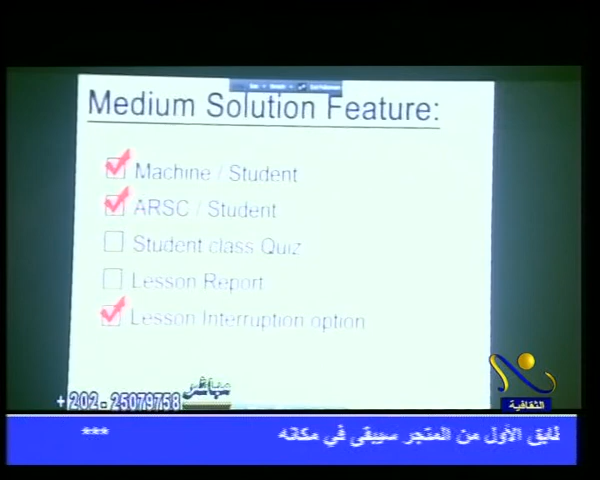 Medium Solution Feature:
Machine / Student
ARSC / Student
Student class Quiz
Lesson Report
Lesson Interruption option
+202-25079758
مباشر
الثقافية
لمايق الأول من المتجر سيبقى في مكانه
***